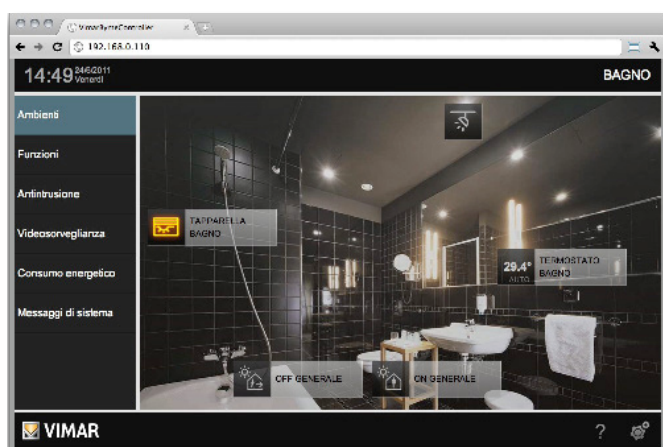 VimarByWebController
192.168.0.110
14:49 24/6/2011
Venerdì
BAGNO
Ambienti
Funzioni
Antintrusione
Videosorveglianza
Consumo energetico
Messaggi di sistema
TAPPARELLA
BAGNO
29.4°
AUTO
TERMOSTATO
BAGNO
OFF GENERALE
ON GENERALE
VIMAR
?